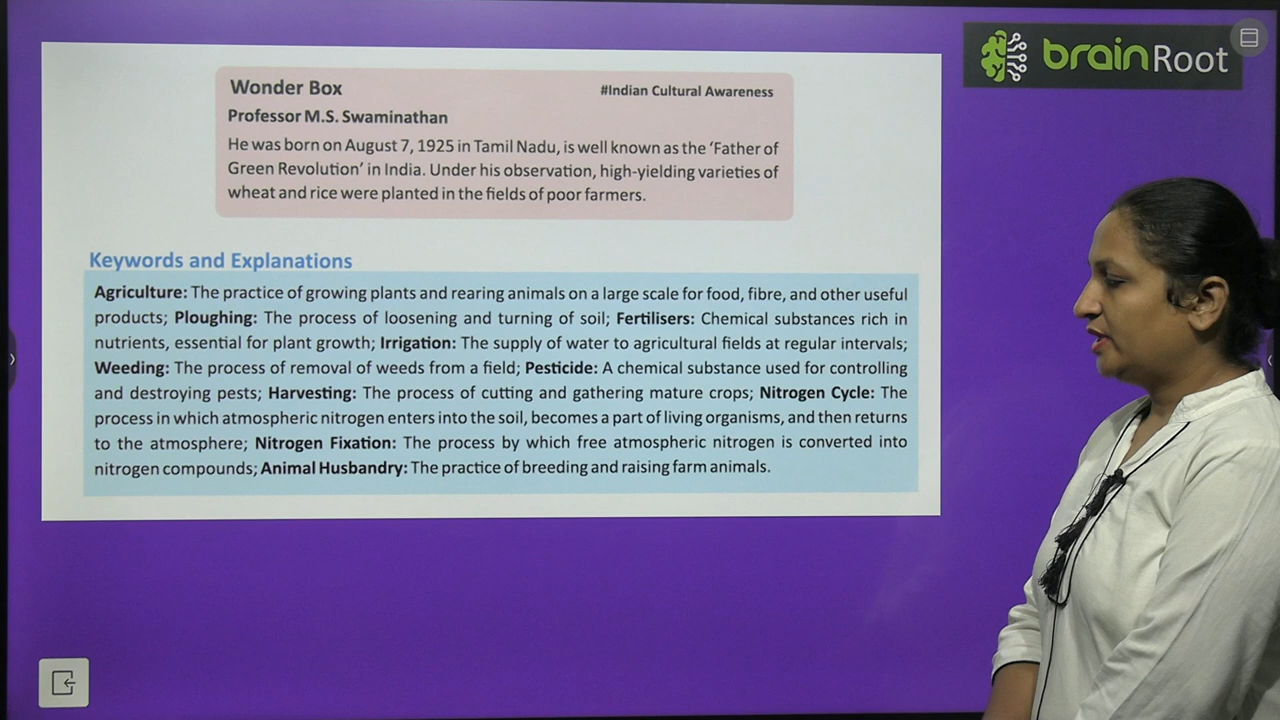 brainRoot
Wonder Box #Indian Cultural Awareness
Professor M.S. Swaminathan
He was born on August 7, 1925 in Tamil Nadu, is well known as the ‘Father of
Green Revolution’ in India. Under his observation, high-yielding varieties of
wheat and rice were planted in the fields of poor farmers.
Keywords and Explanations
Agriculture: The practice of growing plants and rearing animals on a large scale for food, fibre, and other useful
products; Ploughing: The process of loosening and turning of soil; Fertilisers: Chemical substances rich in
nutrients, essential for plant growth; Irrigation: The supply of water to agricultural fields at regular intervals;
Weeding: The process of removal of weeds from a field; Pesticide: A chemical substance used for controlling
and destroying pests; Harvesting: The process of cutting and gathering mature crops; Nitrogen Cycle: The
process in which atmospheric nitrogen enters into the soil, becomes a part of living organisms, and then returns
to the atmosphere; Nitrogen Fixation: The process by which free atmospheric nitrogen is converted into
nitrogen compounds; Animal Husbandry: The practice of breeding and raising farm animals.